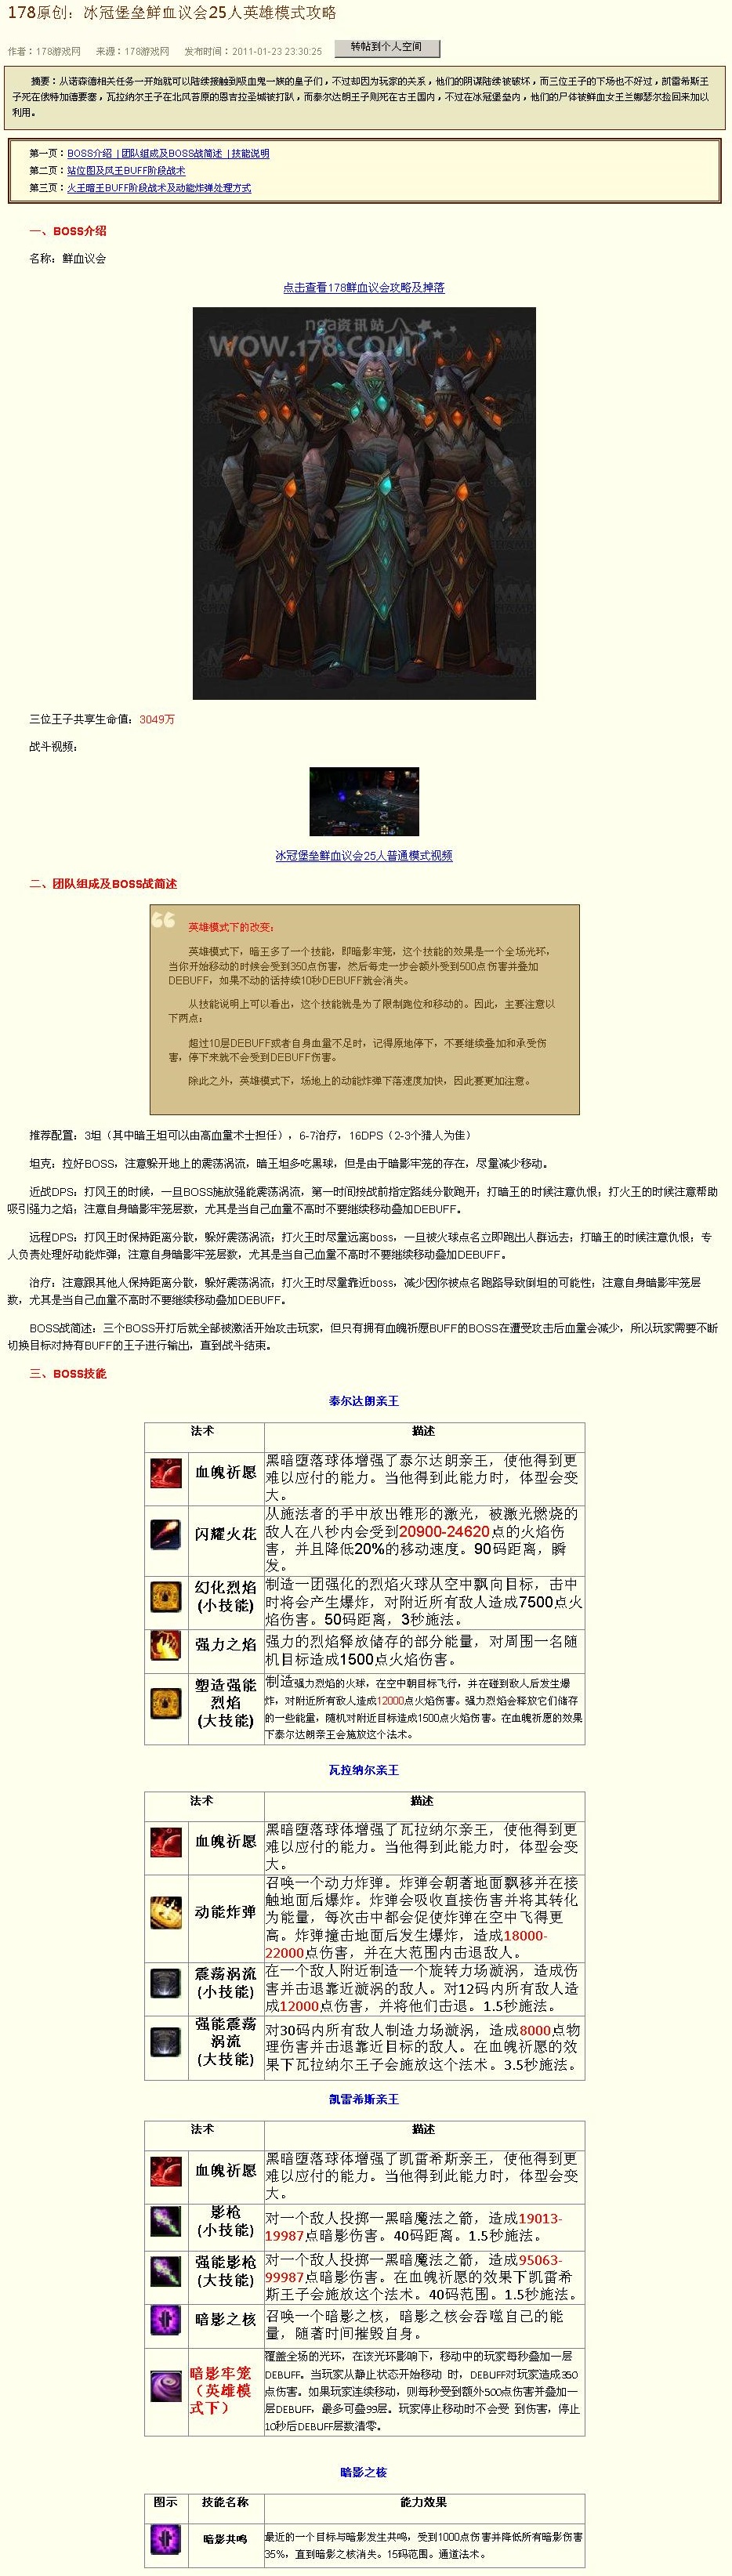 178原创：冰冠堡垒鲜血议会25人英雄模式攻略
作者：178游戏网 来源：178游戏网 发布时间：2011-01-23 23:30:25 转帖到个人空间
摘要：从诺森德相关任务一开始就可以陆续接触到吸血鬼一族的皇子们，不过却因为玩家的关系，他们的阴谋陆续被破坏，而三位王子的下场也不好过，凯雷希斯王
子死在侯特加德要塞，瓦拉纳尔王子在北风苔原的恩吉拉圣城被打趴，而泰尔达朗王子则死在古王国内，不过在冰冠堡垒内，他们的尸体被鲜血女王兰娜瑟尔捡回来加以
利用。
第一页：BOSS介绍 | 团队组成及BOSS战简述 | 技能说明
第二页：站位图及风王BUFF阶段战术
第三页：火王暗王BUFF阶段战术及动能炸弹处理方式
一、BOSS介绍
名称：鲜血议会
点击查看178鲜血议会攻略及掉落
nga资讯站
WOW.178.COM
三位王子共享生命值：3049万
战斗视频：
冰冠堡垒鲜血议会25人普通模式视频
二、团队组成及BOSS战简述
英雄模式下的改变：
英雄模式下，暗王多了一个技能，即暗影牢笼，这个技能的效果是一个全场光环，
当你开始移动的时候会受到350点伤害，然后每走一步会额外受到500点伤害并叠加
DEBUFF，如果不动的话持续10秒DEBUFF就会消失。
从技能说明上可以看出，这个技能就是为了限制跑位和移动的。因此，主要注意以
下两点：
超过10层DEBUFF或者自身血量不足时，记得原地停下，不要继续叠加和承受伤
害，停下来就不会受到DEBUFF伤害。
除此之外，英雄模式下，场地上的动能炸弹下落速度加快，因此要更加注意。
推荐配置：3坦（其中暗王坦可以由高血量术士担任），6-7治疗，16DPS（2-3个猎人为佳）
坦克：拉好BOSS，注意躲开地上的震荡涡流，暗王坦多吃黑球，但是由于暗影牢笼的存在，尽量减少移动。
近战DPS：打风王的时候，一旦BOSS施放强能震荡涡流，第一时间按战前指定路线分散跑开；打暗王的时候注意仇恨；打火王的时候注意帮助
吸引强力之焰；注意自身暗影牢笼层数，尤其是当自己血量不高时不要继续移动叠加DEBUFF。
远程DPS：打风王时保持距离分散，躲好震荡涡流；打火王时尽量远离boss，一旦被火球点名立即跑出人群远去；打暗王的时候注意仇恨；专
人负责处理好动能炸弹；注意自身暗影牢笼层数，尤其是当自己血量不高时不要继续移动叠加DEBUFF。
治疗：注意跟其他人保持距离分散，躲好震荡涡流；打火王时尽量靠近boss，减少因你被点名跑路导致倒坦的可能性；注意自身暗影牢笼层
数，尤其是当自己血量不高时不要继续移动叠加DEBUFF。
BOSS战简述：三个BOSS开打后就全部被激活开始攻击玩家，但只有拥有血魄祈愿BUFF的BOSS在遭受攻击后血量会减少，所以玩家需要不断
切换目标对持有BUFF的王子进行输出，直到战斗结束。
三、BOSS技能
泰尔达朗亲王
法术 描述
血魄祈愿 黑暗堕落球体增强了泰尔达朗亲王，使他得到更
难以应付的能力。当他得到此能力时，体型会变
大。
闪耀火花 从施法者的手中放出锥形的激光，被激光燃烧的
敌人在八秒内会受到20900-24620点的火焰伤
害，并且降低20%的移动速度。90码距离，瞬
发。
幻化烈焰
(小技能) 制造一团强化的烈焰火球从空中飘向目标，击中
时将会产生爆炸，对附近所有敌人造成7500点火
焰伤害。50码距离，3秒施法。
强力之焰 强力的烈焰释放储存的部分能量，对周围一名随
机目标造成1500点火焰伤害。
塑造强能
烈焰
(大技能) 制造强力烈焰的火球，在空中朝目标飞行，并在碰到敌人后发生爆
炸，对附近所有敌人造成12000点火焰伤害。强力烈焰会释放它们储存
的一些能量，随机对附近目标造成1500点火焰伤害。在血魄祈愿的效果
下泰尔达朗亲王会施放这个法术。
瓦拉纳尔亲王
法术 描述
血魄祈愿 黑暗堕落球体增强了瓦拉纳尔亲王，使他得到更
难以应付的能力。当他得到此能力时，体型会变
大。
动能炸弹 召唤一个动力炸弹。炸弹会朝著地面飘移并在接
触地面后爆炸。炸弹会吸收直接伤害并将其转化
为能量，每次击中都会促使炸弹在空中飞得更
高。炸弹撞击地面后发生爆炸，造成18000-
22000点伤害，并在大范围内击退敌人。
震荡涡流
(小技能) 在一个敌人附近制造一个旋转力场漩涡，造成伤
害并击退靠近漩涡的敌人。对12码内所有敌人造
成12000点伤害，并将他们击退。1.5秒施法。
强能震荡
涡流
(大技能) 对30码内所有敌人制造力场漩涡，造成8000点物
理伤害并击退靠近目标的敌人。在血魄祈愿的效
果下瓦拉纳尔王子会施放这个法术。3.5秒施法。
凯雷希斯亲王
法术 描述
血魄祈愿 黑暗堕落球体增强了凯雷希斯亲王，使他得到更
难以应付的能力。当他得到此能力时，体型会变
大。
影枪
(小技能) 对一个敌人投掷一黑暗魔法之箭，造成19013-
19987点暗影伤害。40码距离。1.5秒施法。
强能影枪
(大技能) 对一个敌人投掷一黑暗魔法之箭，造成95063-
99987点暗影伤害。在血魄祈愿的效果下凯雷希
斯王子会施放这个法术。40码范围。1.5秒施法。
暗影之核 召唤一个暗影之核，暗影之核会吞噬自己的能
量，随著时间摧毁自身。
暗影牢笼
（英雄模
式下） 覆盖全场的光环，在该光环影响下，移动中的玩家每秒叠加一层
DEBUFF。当玩家从静止状态开始移动 时，DEBUFF对玩家造成350
点伤害。如果玩家连续移动，则每秒受到额外500点伤害并叠加一
层DEBUFF，最多可叠99层。玩家停止移动时不会受 到伤害，停止
10秒后DEBUFF层数清零。
暗影之核
图示 技能名称 能力效果
暗影共鸣 最近的一个目标与暗影发生共鸣，受到1000点伤害并降低所有暗影伤害
35%，直到暗影之核消失。15码范围。通道法术。